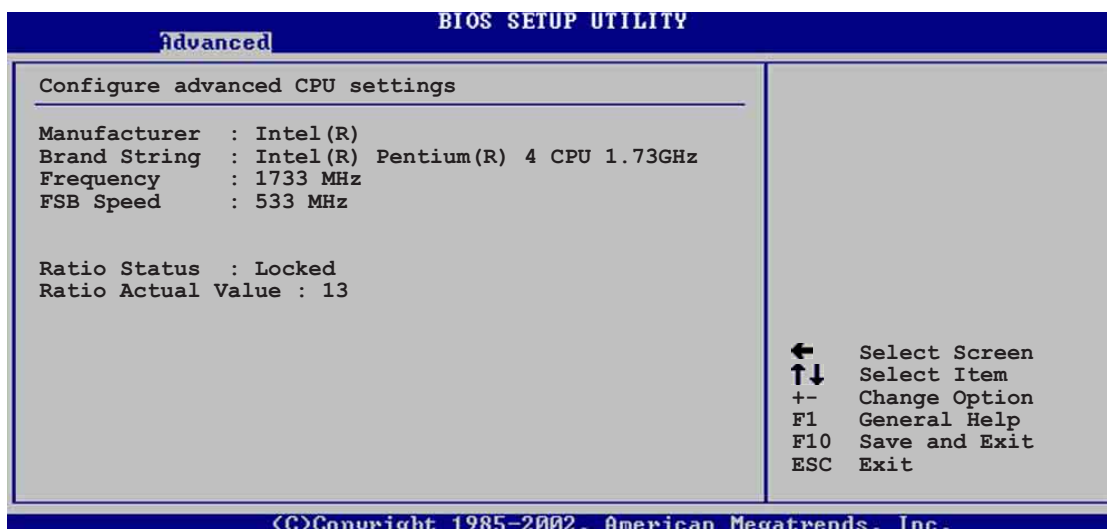 BIOS SETUP UTILITY
Advanced
Configure advanced CPU settings
Manufacturer : Intel(R)
Brand String : Intel(R) Pentium(R) 4 CPU 1.73GHz
Frequency : 1733 MHz
FSB Speed : 533 MHz
Ratio Status : Locked
Ratio Actual Value : 13
← Select Screen
↑↓ Select Item
+- Change Option
F1 General Help
F10 Save and Exit
ESC Exit
(C)Copyright 1985-2002, American Megatrends, Inc.